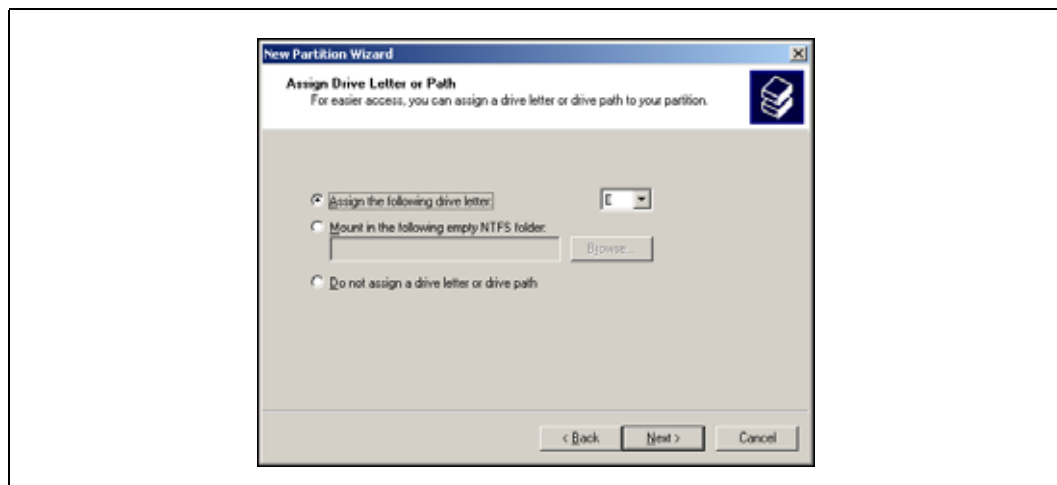 New Partition Wizard
Assign Drive Letter or Path
For easier access, you can assign a drive letter or drive path to your partition.
Assign the following drive letter: E
Mount in the following empty NTFS folder:
Browse...
Do not assign a drive letter or drive path
< Back Next > Cancel